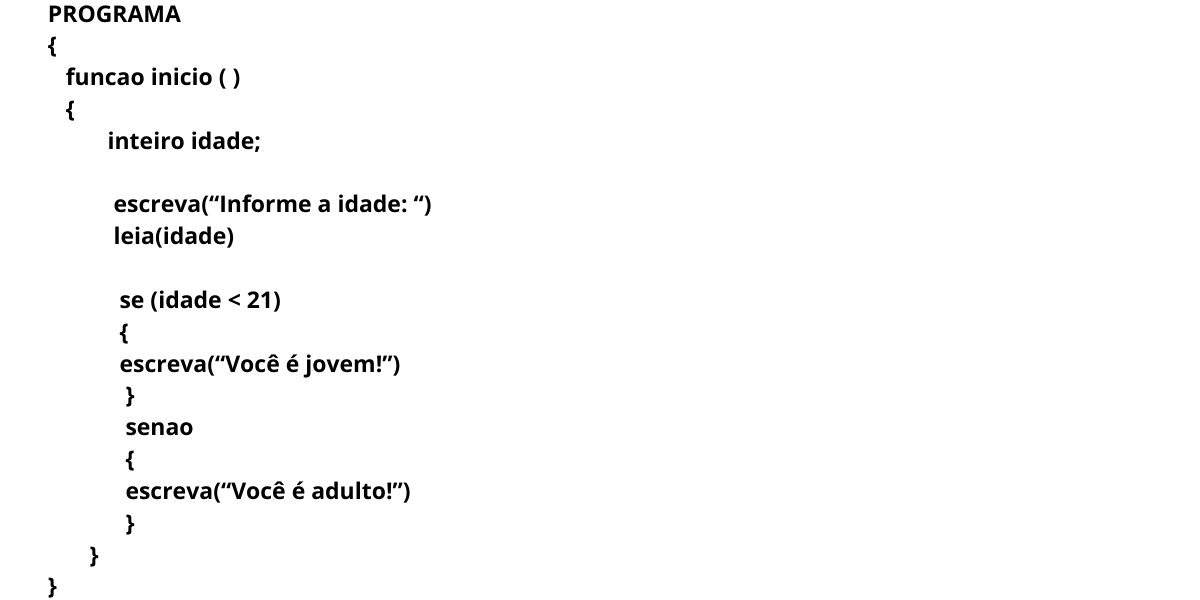 PROGRAMA
{
funcao inicio ( )
{
inteiro idade;
escreva(“Informe a idade: “)
leia(idade)
se (idade < 21)
{
escreva(“Você é jovem!”)
}
senao
{
escreva(“Você é adulto!”)
}
}
}